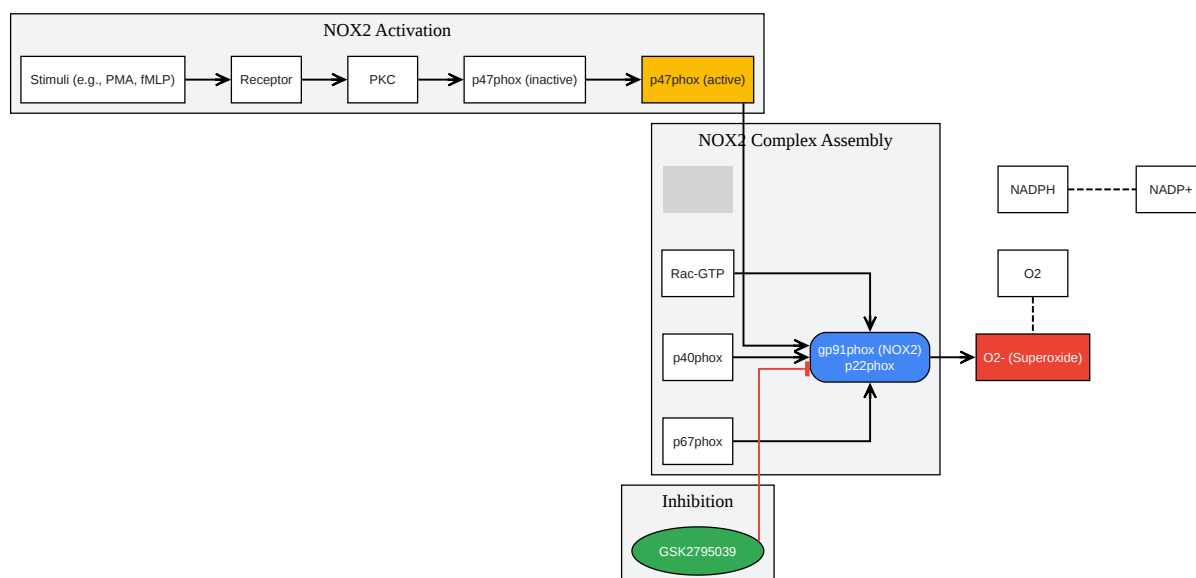 NOX2 Activation
Stimuli (e.g., PMA, fMLP)
Receptor
PKC
p47phox (inactive)
p47phox (active)
NOX2 Complex Assembly
NADPH
NADP+
Rac-GTP
O2
p40phox
gp91phox (NOX2)
p22phox
O2- (Superoxide)
p67phox
Inhibition
GSK2795039